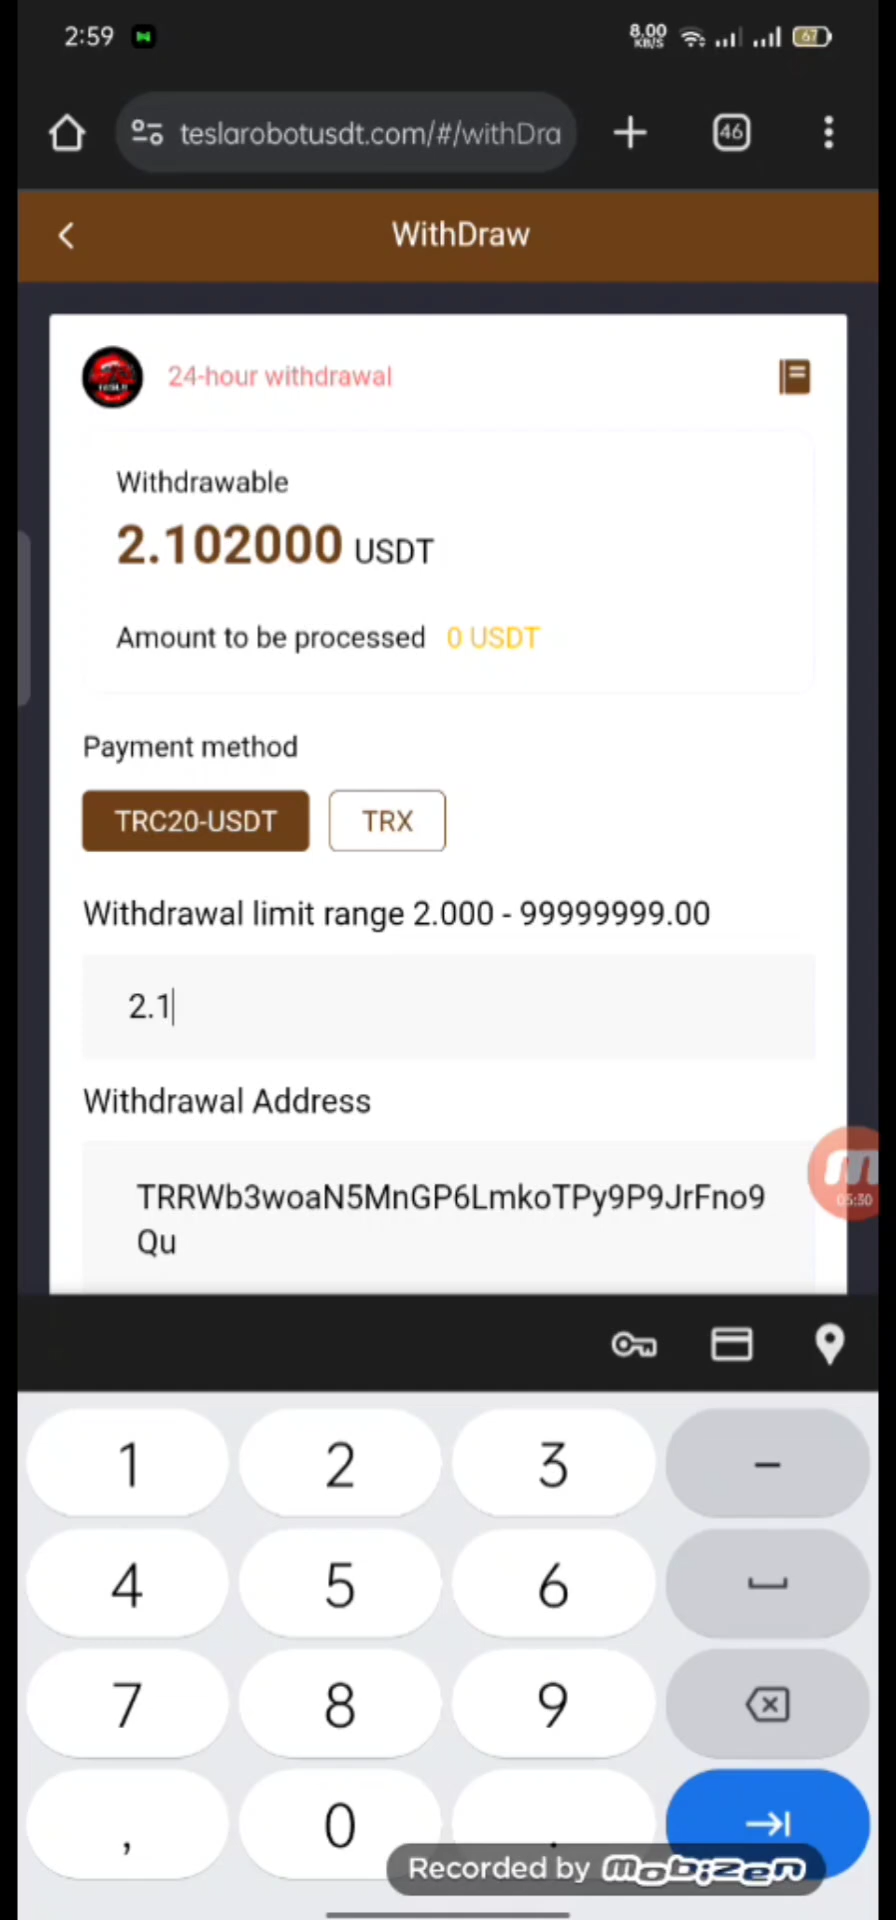 2:59
8.00
KB/S
67
teslarobotusdt.com/#/withDra
46
WithDraw
24-hour withdrawal
Withdrawable
2.102000 USDT
Amount to be processed 0 USDT
Payment method
TRC20-USDT
TRX
Withdrawal limit range 2.000 - 99999999.00
2.1
Withdrawal Address
TRRWb3woaN5MnGP6LmkoTPy9P9JrFno9
Qu
05:30
1 2 3 -
4 5 6
7 8 9
, 0 .
Recorded by mobizen